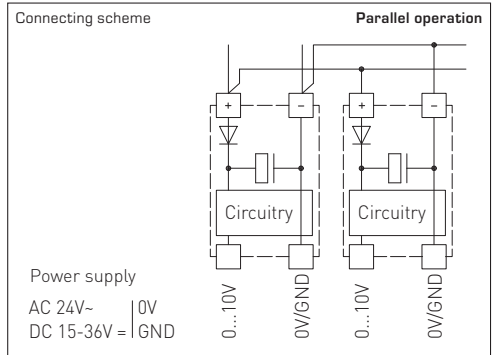 Connecting scheme
Parallel operation
+ − + −
Circuitry Circuitry
Power supply
AC 24V~ 0V
DC 15-36V = GND
0...10V
0V/GND
0...10V
0V/GND